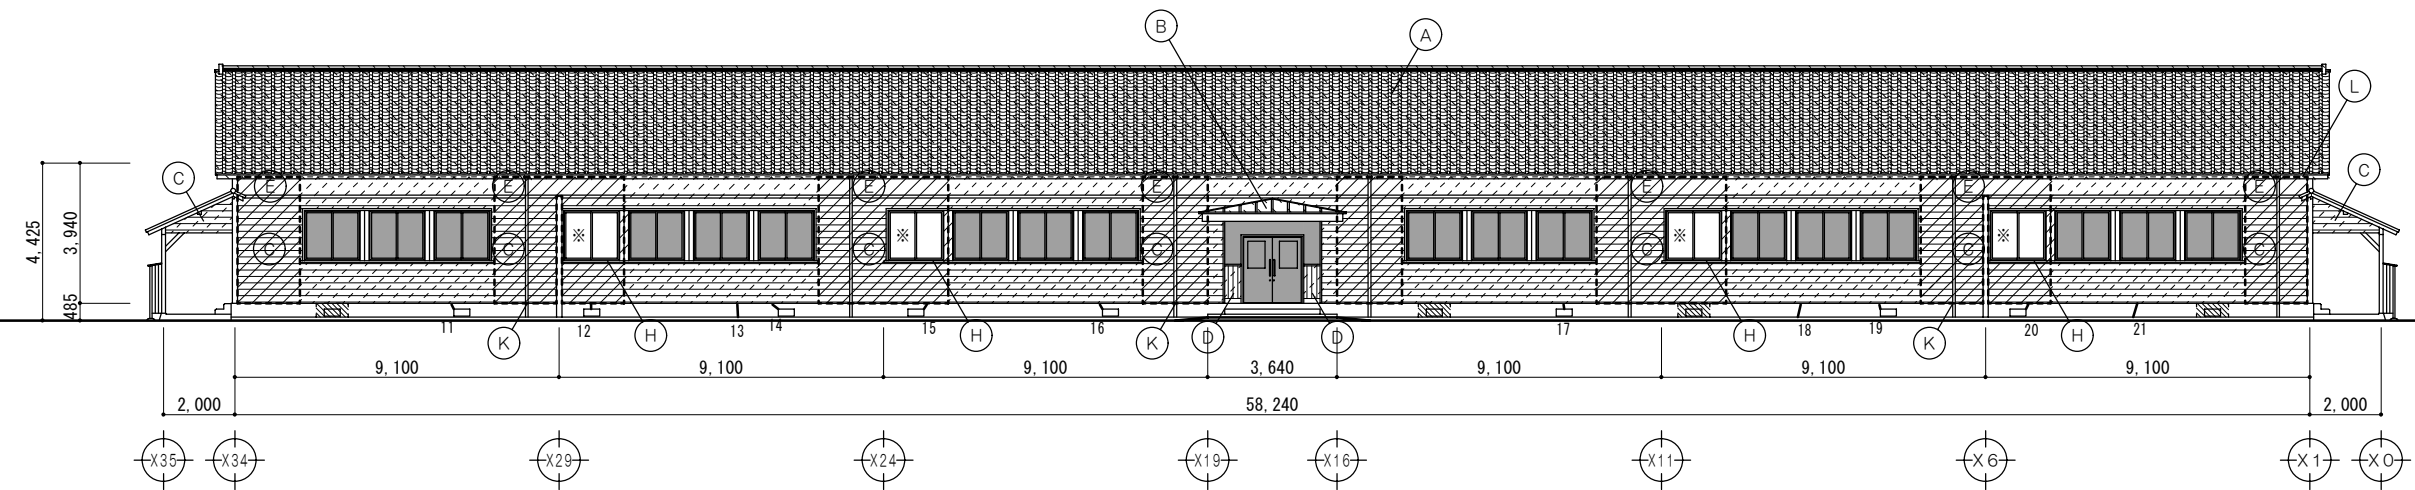 B
A
L
C
C
E
E
E
E
E
E
E
4,425
3,940
485
※
※
※
※
C
C
C
C
C
C
C
11
12
13
14
15
16
17
18
19
20
21
K
H
H
K
D
D
H
K
H
9,100
9,100
9,100
3,640
9,100
9,100
9,100
2,000
58,240
2,000
X35
X34
X29
X24
X19
X16
X11
X6
X1
X0